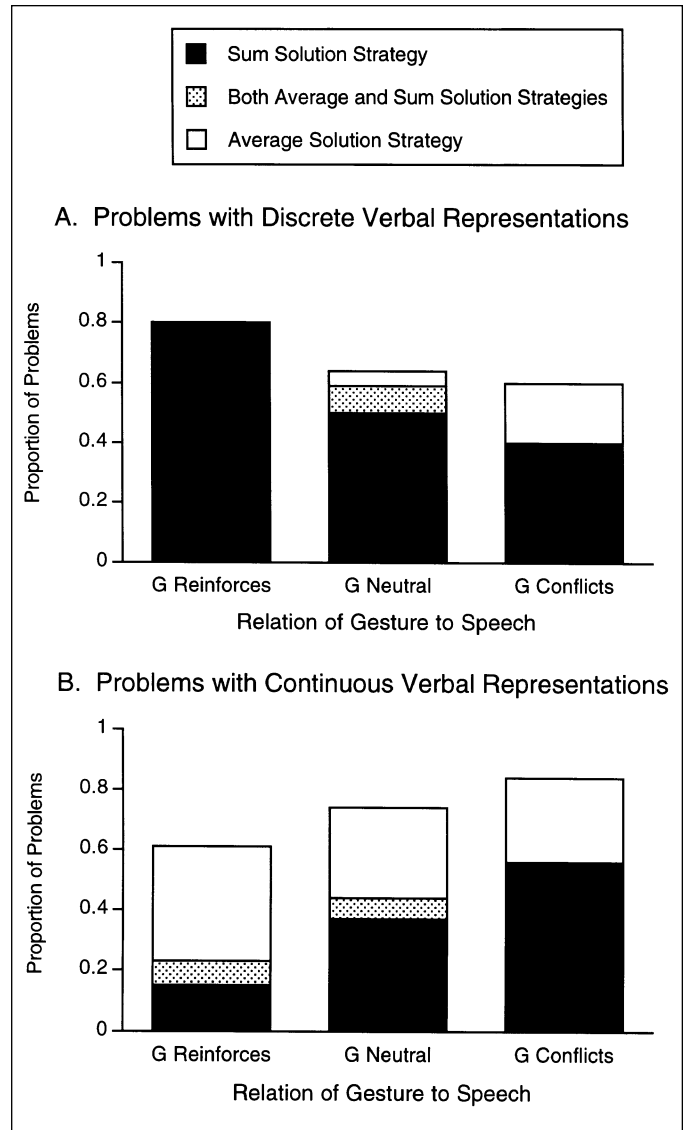 Sum Solution Strategy
Both Average and Sum Solution Strategies
Average Solution Strategy
A. Problems with Discrete Verbal Representations
Proportion of Problems
1
0.8
0.6
0.4
0.2
0
G Reinforces
G Neutral
G Conflicts
Relation of Gesture to Speech
B. Problems with Continuous Verbal Representations
Proportion of Problems
1
0.8
0.6
0.4
0.2
0
G Reinforces
G Neutral
G Conflicts
Relation of Gesture to Speech